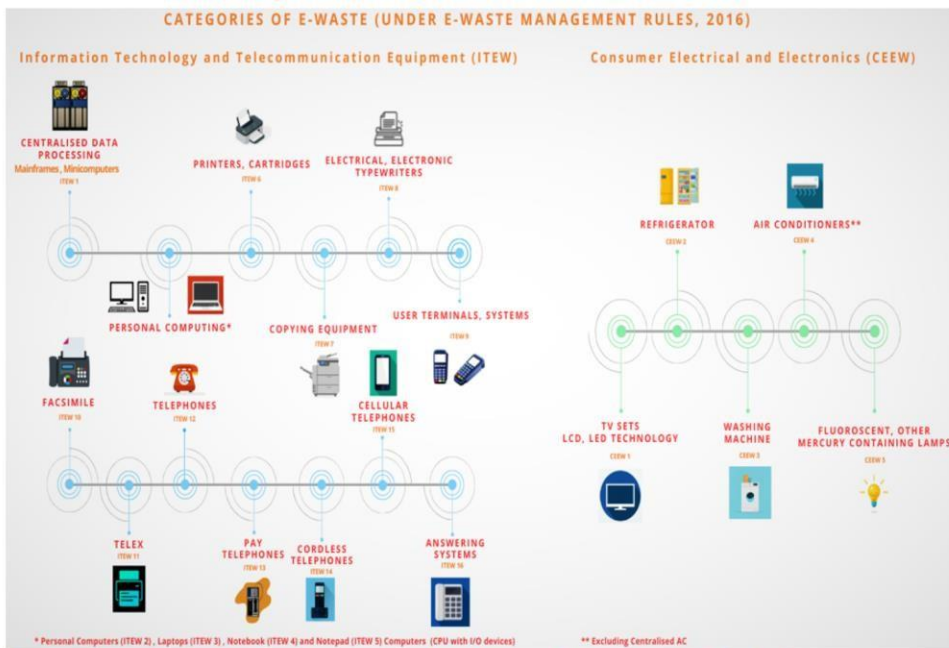 CATEGORIES OF E-WASTE (UNDER E-WASTE MANAGEMENT RULES, 2016)
Information Technology and Telecommunication Equipment (ITEW)
CENTRALISED DATA
PROCESSING
Mainframes, Minicomputers
ITEW 1
PRINTERS, CARTRIDGES
ITEW 6
ELECTRICAL, ELECTRONIC
TYPEWRITERS
ITEW 8
PERSONAL COMPUTING*
COPYING EQUIPMENT
ITEW 7
USER TERMINALS, SYSTEMS
ITEW 9
FACSIMILE
ITEW 10
TELEPHONES
ITEW 12
CELLULAR
TELEPHONES
ITEW 15
TELEX
ITEW 11
PAY
TELEPHONES
ITEW 13
CORDLESS
TELEPHONES
ITEW 14
ANSWERING
SYSTEMS
ITEW 16
* Personal Computers (ITEW 2) , Laptops (ITEW 3) , Notebook (ITEW 4) and Notepad (ITEW 5) Computers (CPU with I/O devices)
Consumer Electrical and Electronics (CEEW)
REFRIGERATOR
CEEW 2
AIR CONDITIONERS**
CEEW 4
TV SETS
LCD, LED TECHNOLOGY
CEEW 1
WASHING
MACHINE
CEEW 3
FLUOROSCENT, OTHER
MERCURY CONTAINING LAMPS
CEEW 5
** Excluding Centralised AC